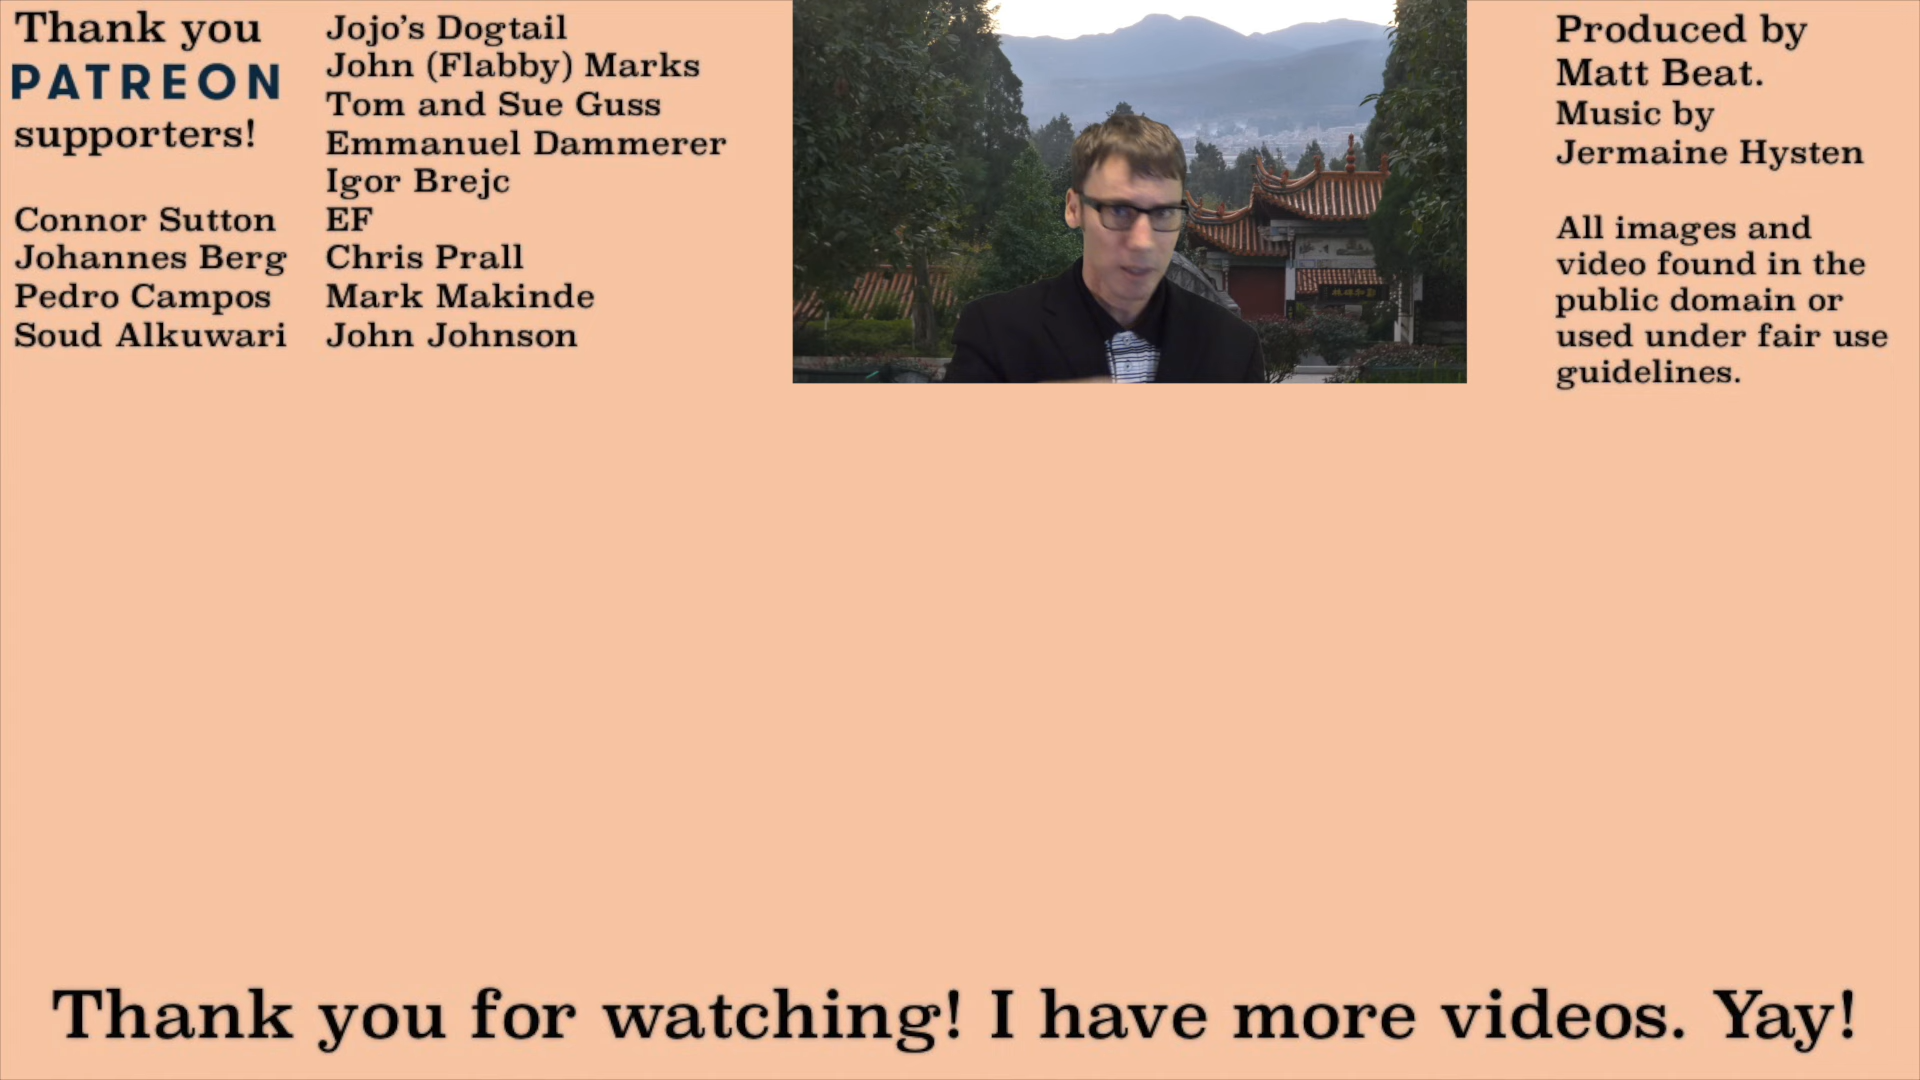 Thank you
PATREON
supporters!
Connor Sutton
Johannes Berg
Pedro Campos
Soud Alkuwari
Jojo’s Dogtail
John (Flabby) Marks
Tom and Sue Guss
Emmanuel Dammerer
Igor Brejc
EF
Chris Prall
Mark Makinde
John Johnson
Produced by
Matt Beat.
Music by
Jermaine Hysten
All images and
video found in the
public domain or
used under fair use
guidelines.
Thank you for watching! I have more videos. Yay!